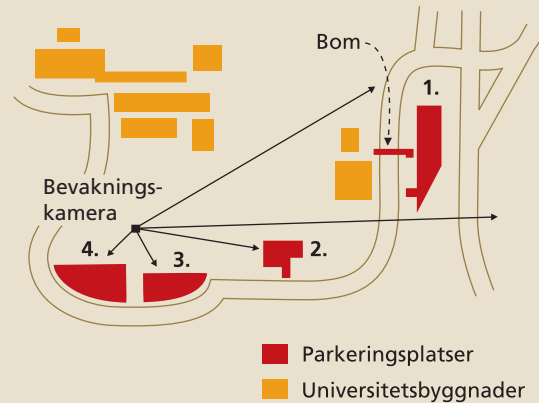 Bom
1.
Bevaknings-
kamera
4.
3.
2.
Parkeringsplatser
Universitetsbyggnader